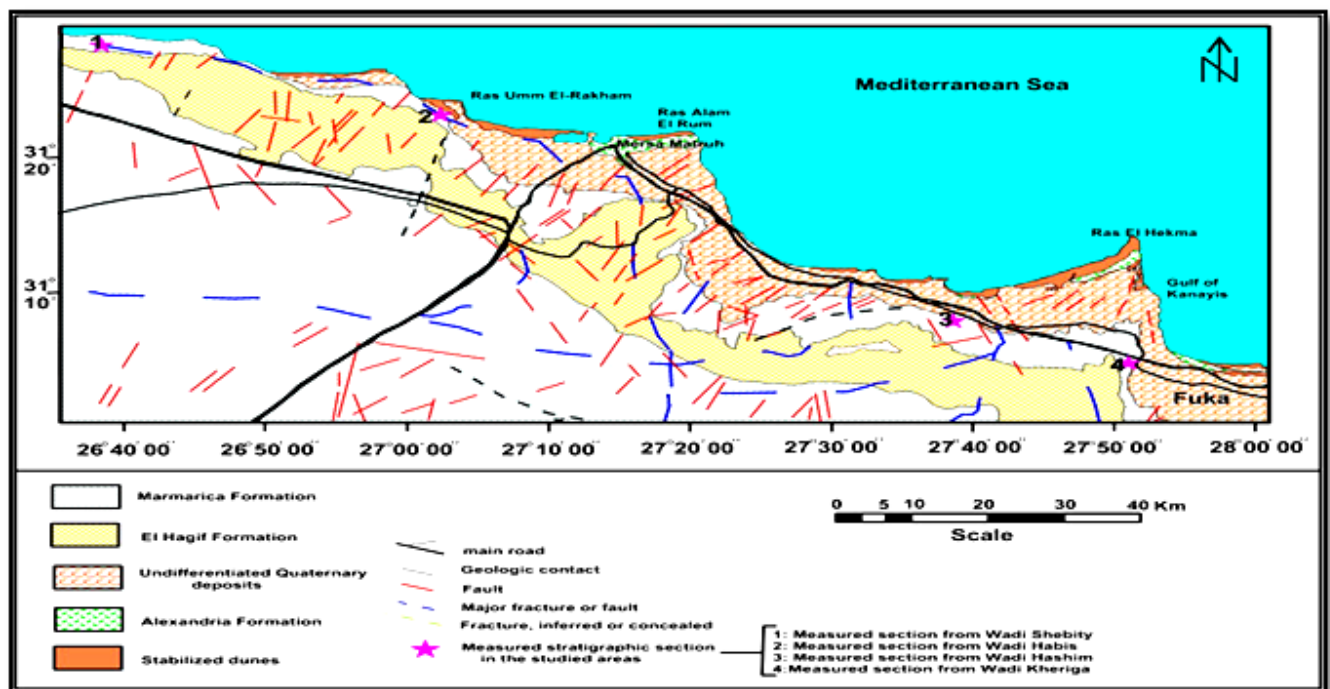 1
N
Mediterranean Sea
Ras Umm El-Rakham
Ras Alam
El Rum
2
Mersa Matruh
31°
20'
Ras El Hekma
Gulf of
Kanayis
31°
10'
3
4
Fuka
26°40'00" 26°50'00" 27°00'00" 27°10'00" 27°20'00" 27°30'00" 27°40'00" 27°50'00" 28°00'00"
Marmarica Formation
El Hagif Formation
Undifferentiated Quaternary
deposits
Alexandria Formation
Stabilized dunes
main road
Geologic contact
Fault
Major fracture or fault
Fracture, inferred or concealed
Measured stratigraphic section
in the studied areas
0 5 10 20 30 40 Km
Scale
1: Measured section from Wadi Shebity
2: Measured section from Wadi Habis
3: Measured section from Wadi Hashim
4:Measured section from Wadi Kheriga